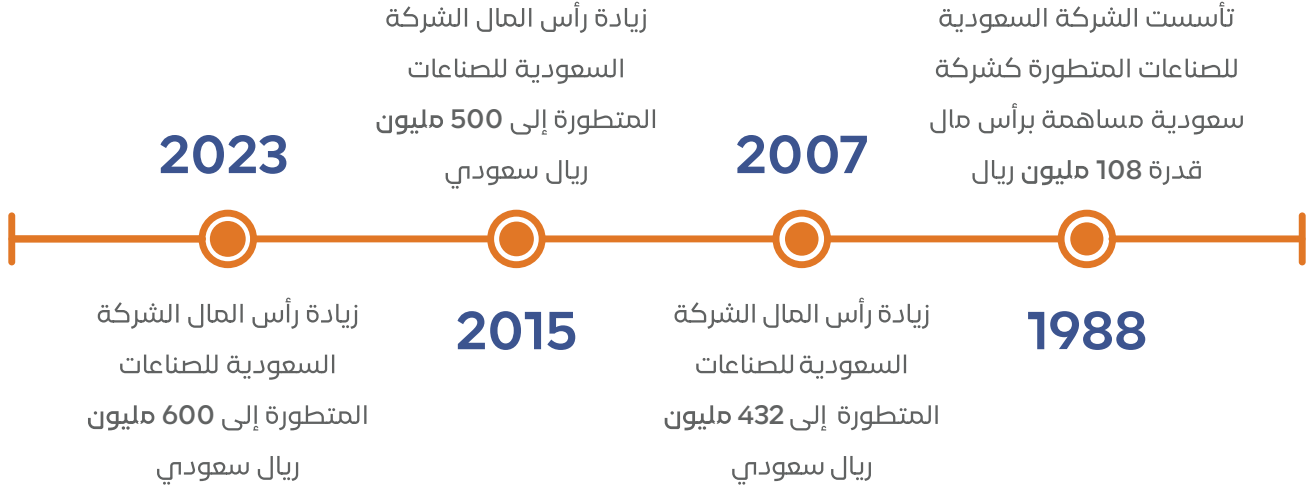 تأسست الشركة السعودية
للصناعات المتطورة كشركة
سعودية مساهمة برأس مال
قدرة 108 مليون ريال
1988
2007
زيادة رأس المال الشركة
السعودية للصناعات
المتطورة إلى 432 مليون
ريال سعودي
زيادة رأس المال الشركة
السعودية للصناعات
المتطورة إلى 500 مليون
ريال سعودي
2015
2023
زيادة رأس المال الشركة
السعودية للصناعات
المتطورة إلى 600 مليون
ريال سعودي